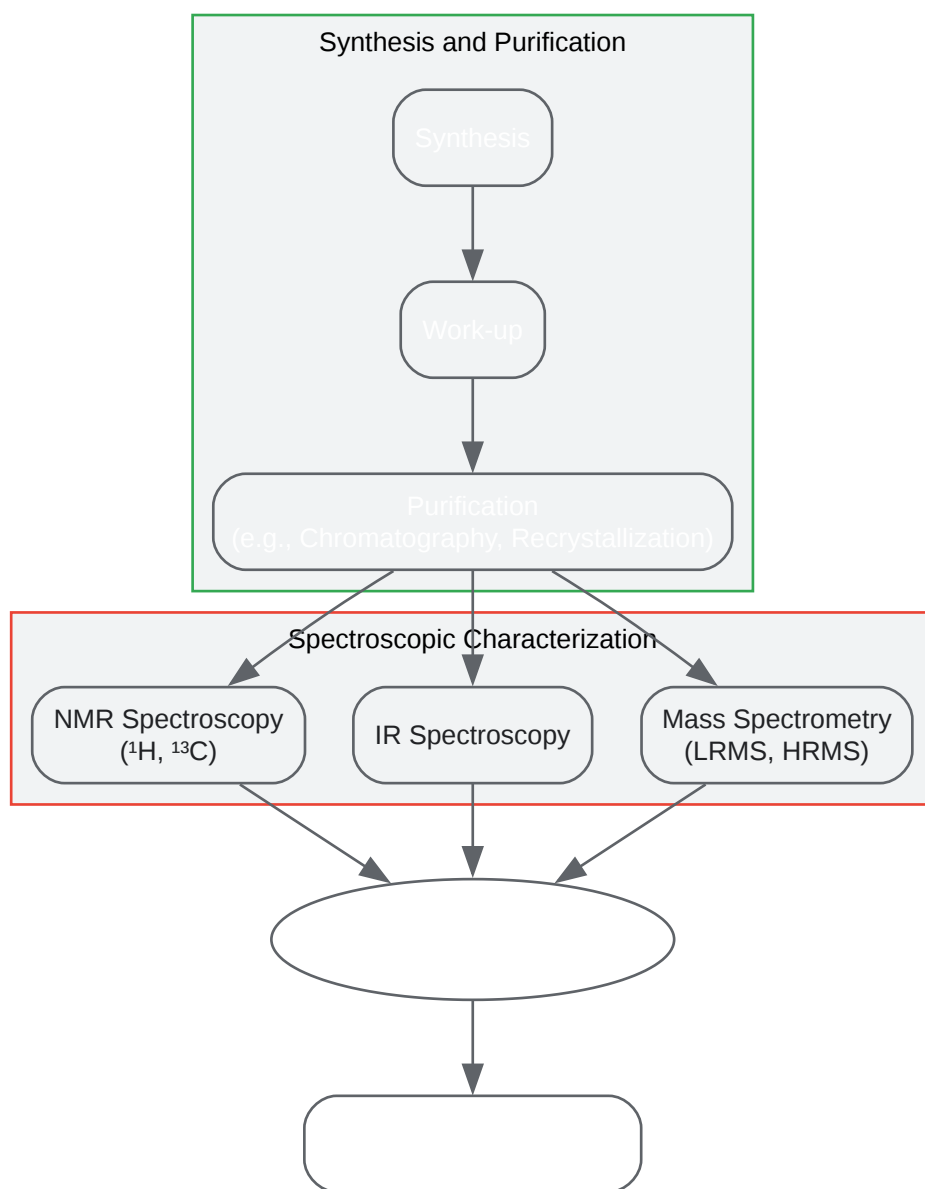 Synthesis and Purification
Synthesis
Work-up
Purification
(e.g., Chromatography, Recrystallization)
Spectroscopic Characterization
NMR Spectroscopy
(¹H, ¹³C)
IR Spectroscopy
Mass Spectrometry
(LRMS, HRMS)